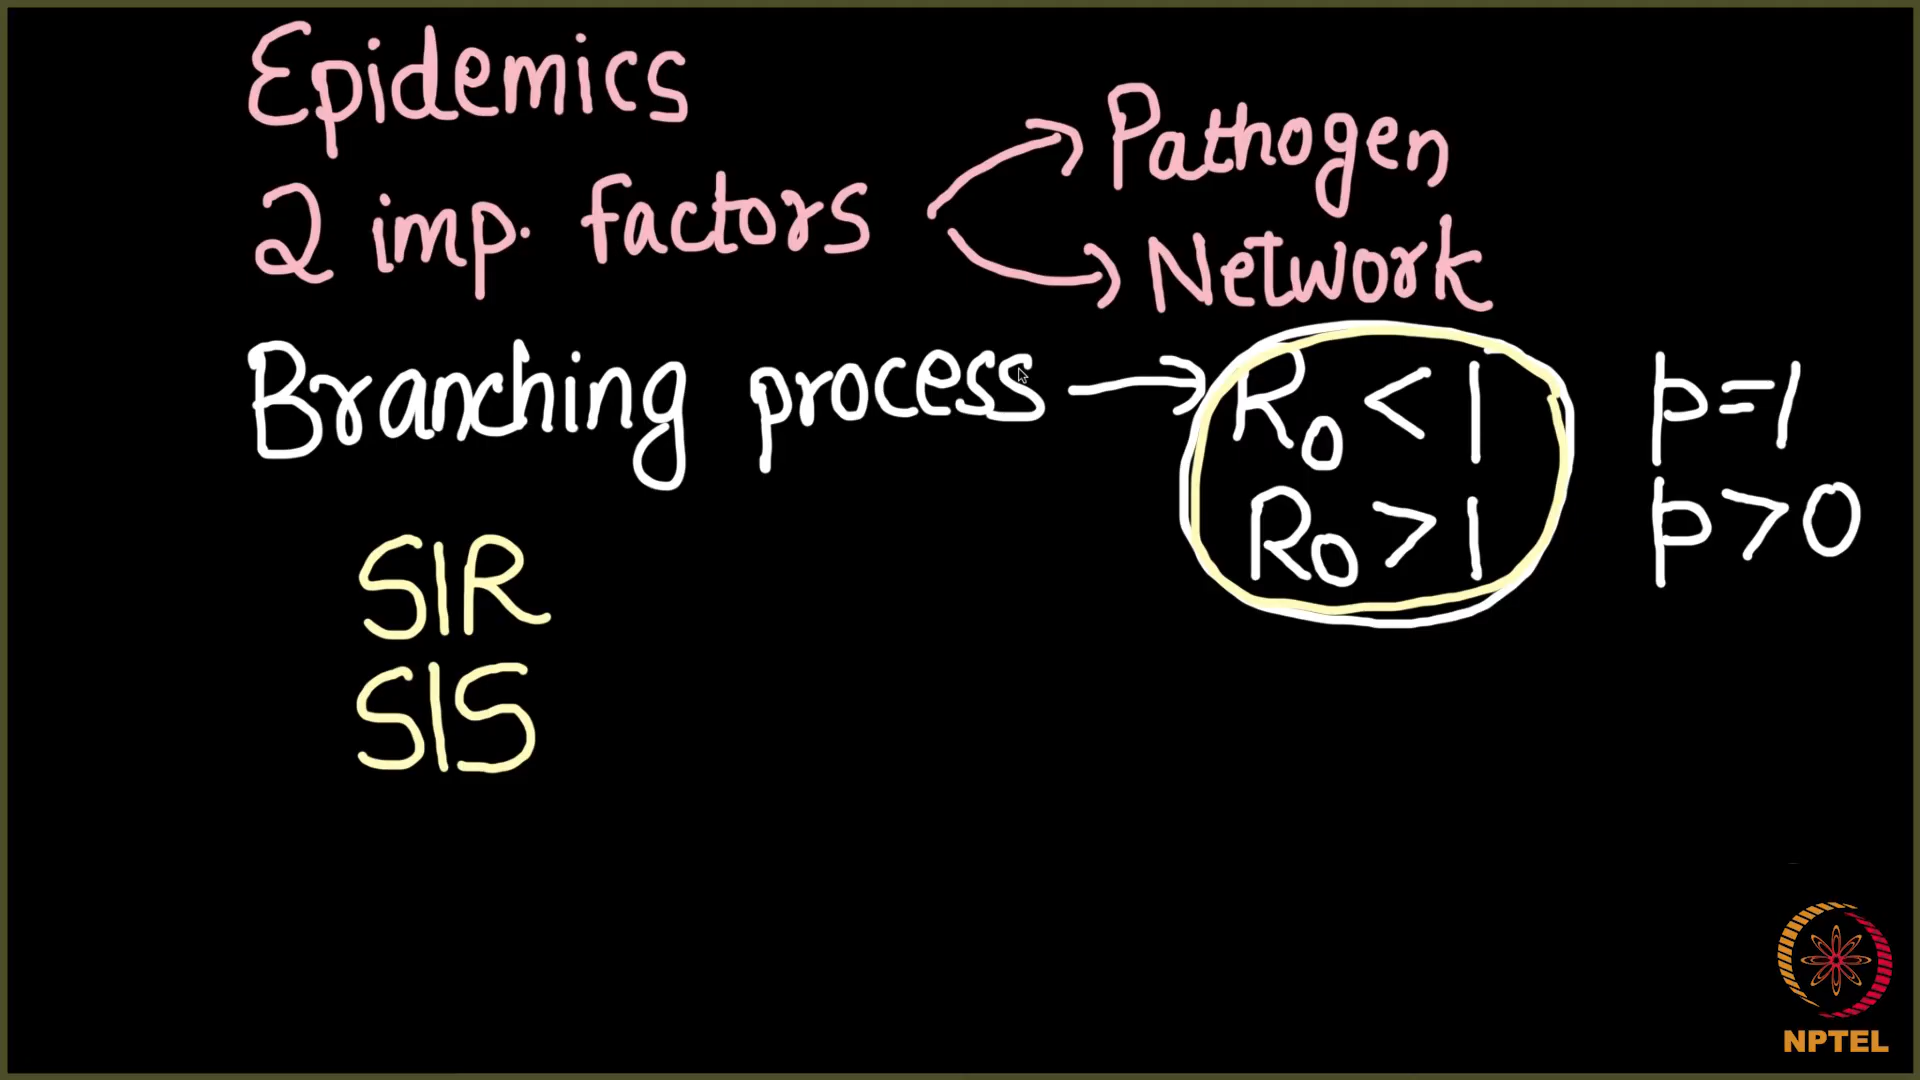 Epidemics
2 imp. factors → Pathogen
→ Network
Branching process → R₀ < 1 p=1
R₀ > 1 p>0
SIR
SIS
NPTEL